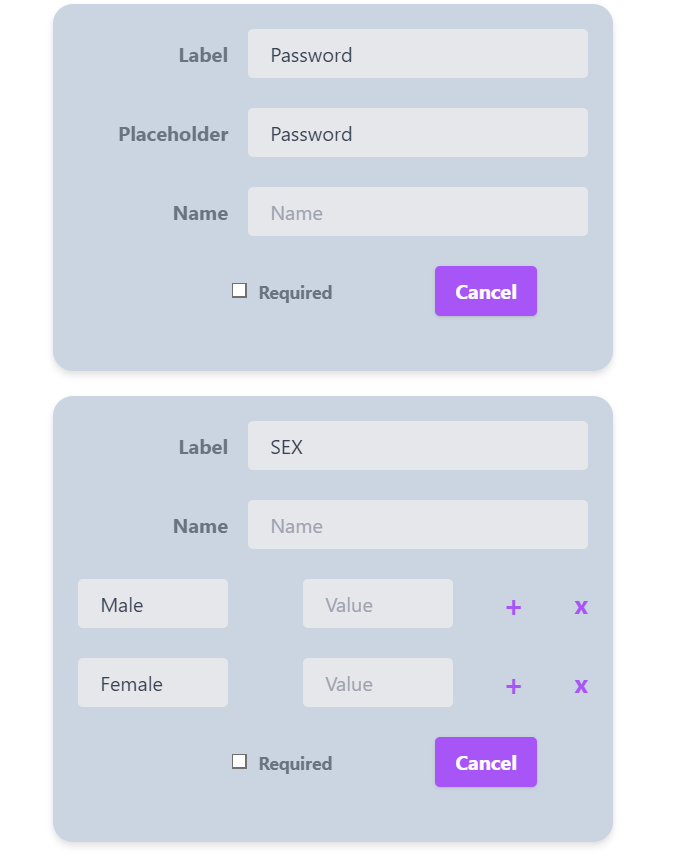 Label Password
Placeholder Password
Name Name
Required Cancel
Label SEX
Name Name
Male Value + x
Female Value + x
Required Cancel